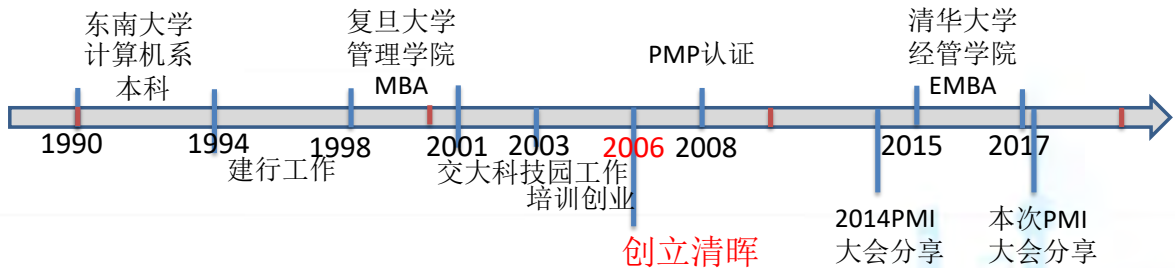 东南大学
计算机系
本科
复旦大学
管理学院
MBA
PMP认证
清华大学
经管学院
EMBA
1990
1994
1998
2001
2003
2006
2008
2015
2017
建行工作
交大科技园工作
培训创业
创立清晖
2014PMI
大会分享
本次PMI
大会分享